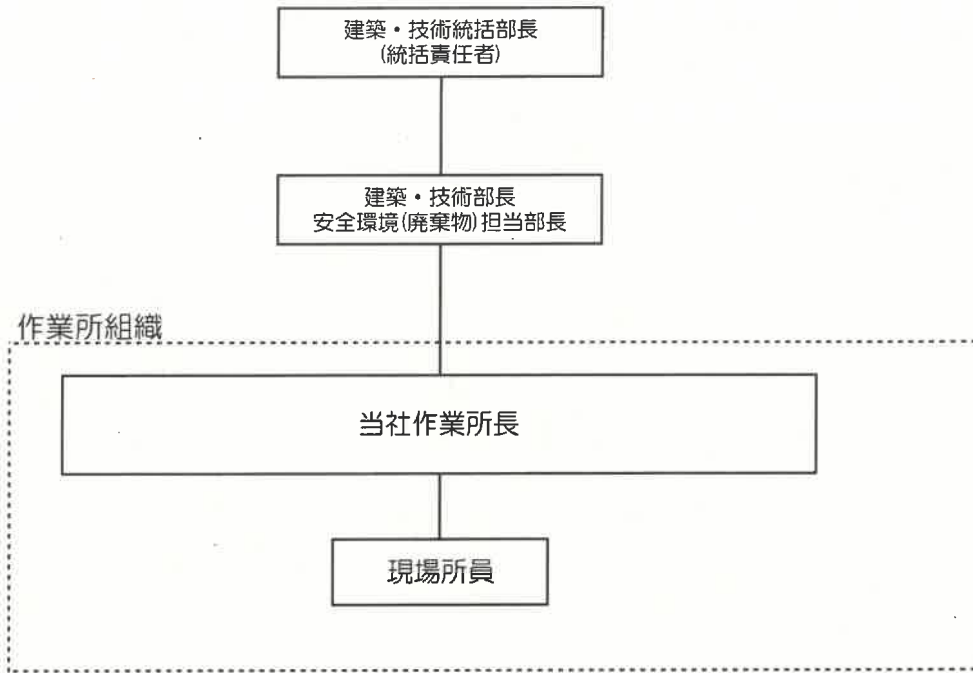 建築・技術統括部長
(統括責任者)
建築・技術部長
安全環境(廃棄物)担当部長
作業所組織
当社作業所長
現場所員